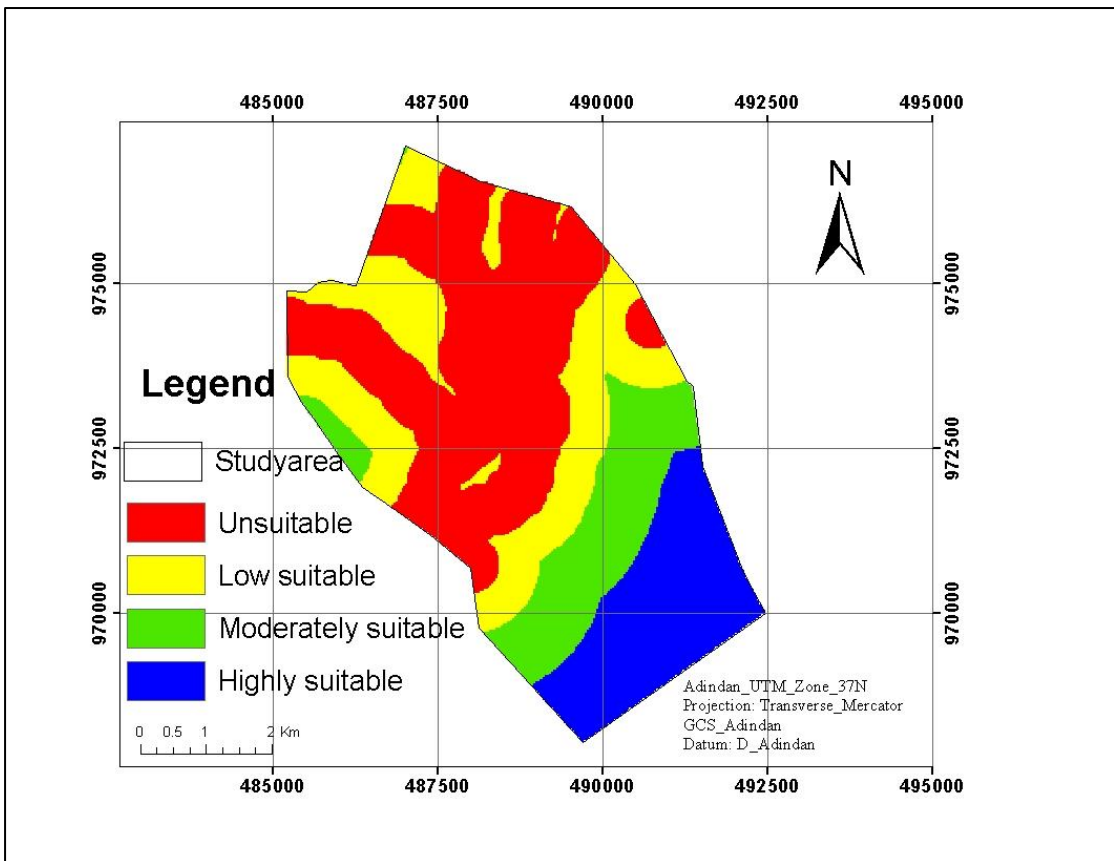 485000 487500 490000 492500 495000
N
975000 975000
Legend
972500 972500
Studyarea
Unsuitable
Low suitable
970000 970000
Moderately suitable
Highly suitable
Adindan_UTM_Zone_37N
Projection: Transverse_Mercator
GCS_Adindan
Datum: D_Adindan
0 0.5 1 2 Km
485000 487500 490000 492500 495000